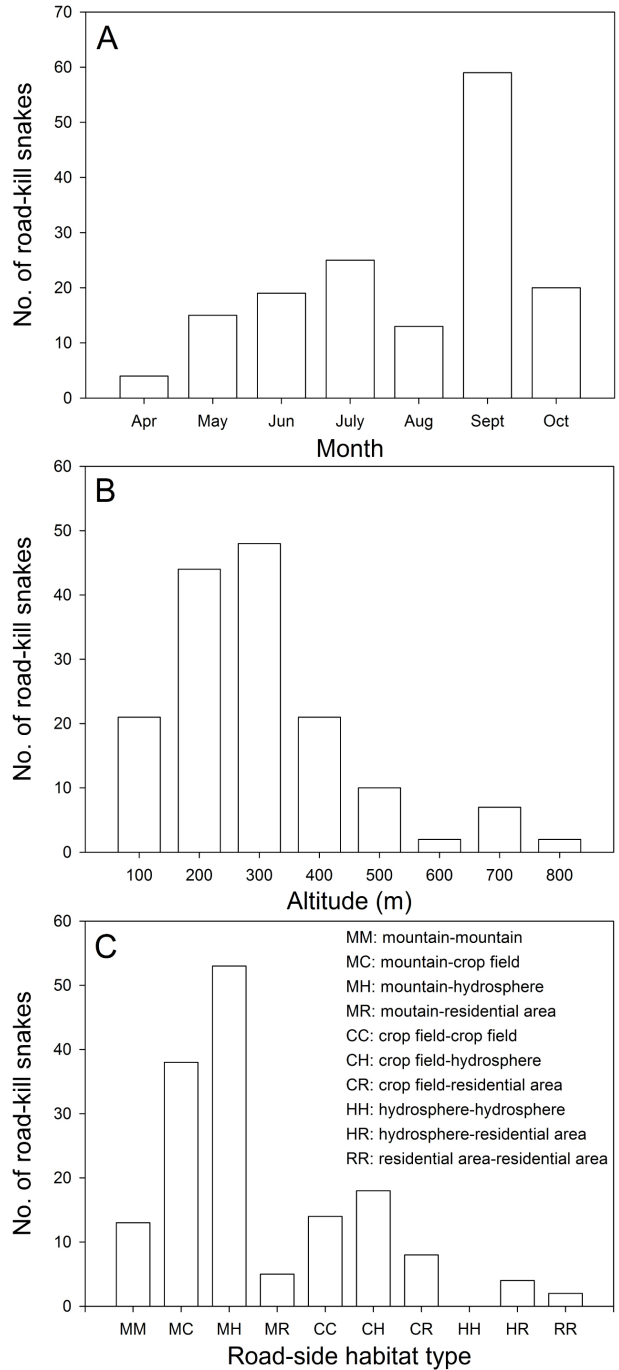 A
No. of road-kill snakes
70
60
50
40
30
20
10
0
Apr May Jun July Aug Sept Oct
Month
B
No. of road-kill snakes
60
50
40
30
20
10
0
100 200 300 400 500 600 700 800
Altitude (m)
C
No. of road-kill snakes
60
50
40
30
20
10
0
MM: mountain-mountain
MC: mountain-crop field
MH: mountain-hydrosphere
MR: moutain-residential area
CC: crop field-crop field
CH: crop field-hydrosphere
CR: crop field-residential area
HH: hydrosphere-hydrosphere
HR: hydrosphere-residential area
RR: residential area-residential area
MM MC MH MR CC CH CR HH HR RR
Road-side habitat type